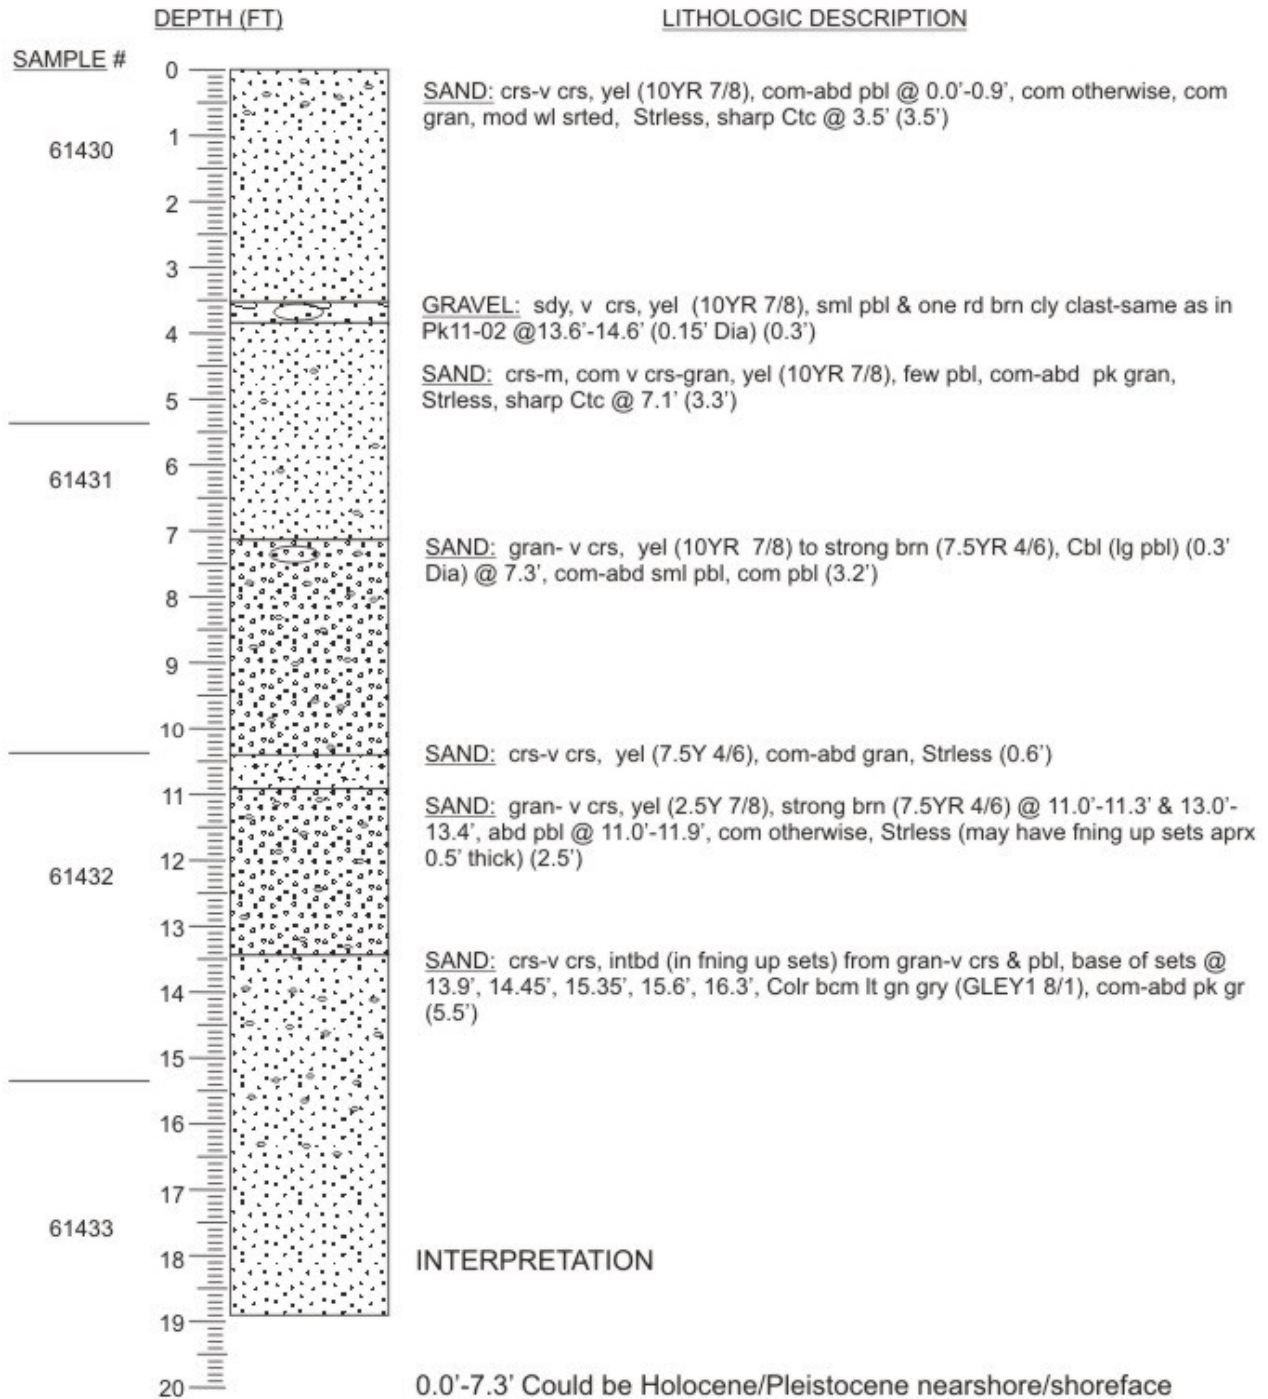 DEPTH (FT)
LITHOLOGIC DESCRIPTION
SAMPLE #
0
SAND: crs-v crs, yel (10YR 7/8), com-abd pbl @ 0.0’-0.9’, com otherwise, com
gran, mod wl srted, Strless, sharp Ctc @ 3.5’ (3.5’)
1
61430
2
3
GRAVEL: sdy, v crs, yel (10YR 7/8), sml pbl & one rd brn cly clast-same as in
Pk11-02 @13.6’-14.6’ (0.15’ Dia) (0.3’)
4
SAND: crs-m, com v crs-gran, yel (10YR 7/8), few pbl, com-abd pk gran,
Strless, sharp Ctc @ 7.1’ (3.3’)
5
6
61431
7
SAND: gran- v crs, yel (10YR 7/8) to strong brn (7.5YR 4/6), Cbl (lg pbl) (0.3’
Dia) @ 7.3’, com-abd sml pbl, com pbl (3.2’)
8
9
10
SAND: crs-v crs, yel (7.5Y 4/6), com-abd gran, Strless (0.6’)
11
SAND: gran- v crs, yel (2.5Y 7/8), strong brn (7.5YR 4/6) @ 11.0’-11.3’ & 13.0’-
13.4’, abd pbl @ 11.0’-11.9’, com otherwise, Strless (may have fning up sets aprx
0.5’ thick) (2.5’)
12
61432
13
SAND: crs-v crs, intbd (in fning up sets) from gran-v crs & pbl, base of sets @
13.9’, 14.45’, 15.35’, 15.6’, 16.3’, Colr bcm lt gn gry (GLEY1 8/1), com-abd pk gr
(5.5’)
14
15
16
17
61433
18
INTERPRETATION
19
20
0.0’-7.3’ Could be Holocene/Pleistocene nearshore/shoreface